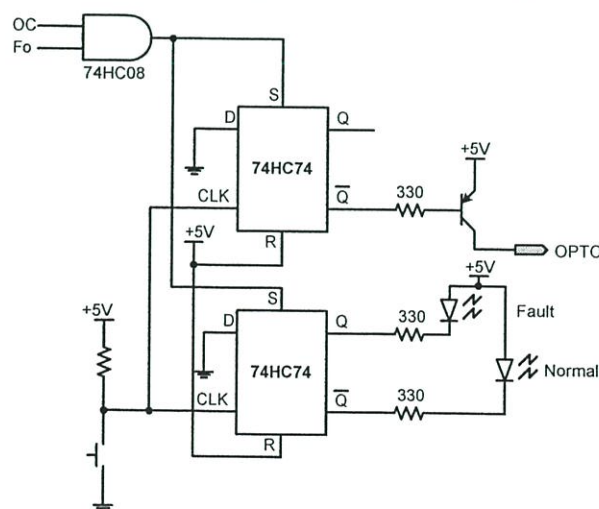 OC
Fo
74HC08
S
D
Q
+5V
74HC74
CLK
Q
330
R
+5V
OPTO
+5V
S
+5V
D
Q
330
Fault
74HC74
Normal
CLK
Q
330
R